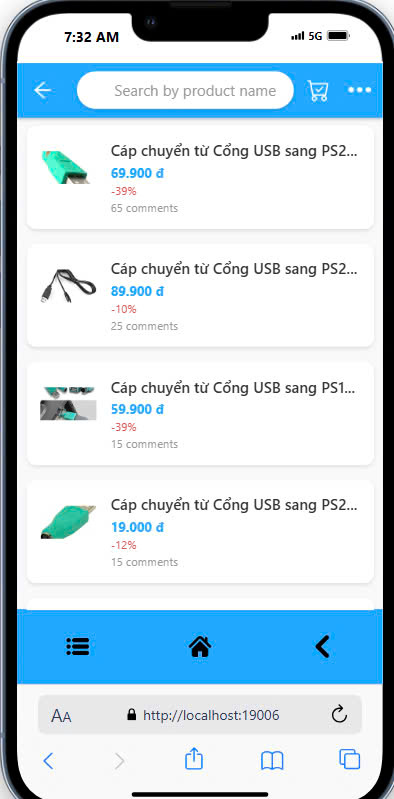 7:32 AM
5G
Search by product name
Cáp chuyển từ Cổng USB sang PS2...
69.900 đ
-39%
65 comments
Cáp chuyển từ Cổng USB sang PS2...
89.900 đ
-10%
25 comments
Cáp chuyển từ Cổng USB sang PS1...
59.900 đ
-39%
15 comments
Cáp chuyển từ Cổng USB sang PS2...
19.000 đ
-12%
15 comments
AA
http://localhost:19006